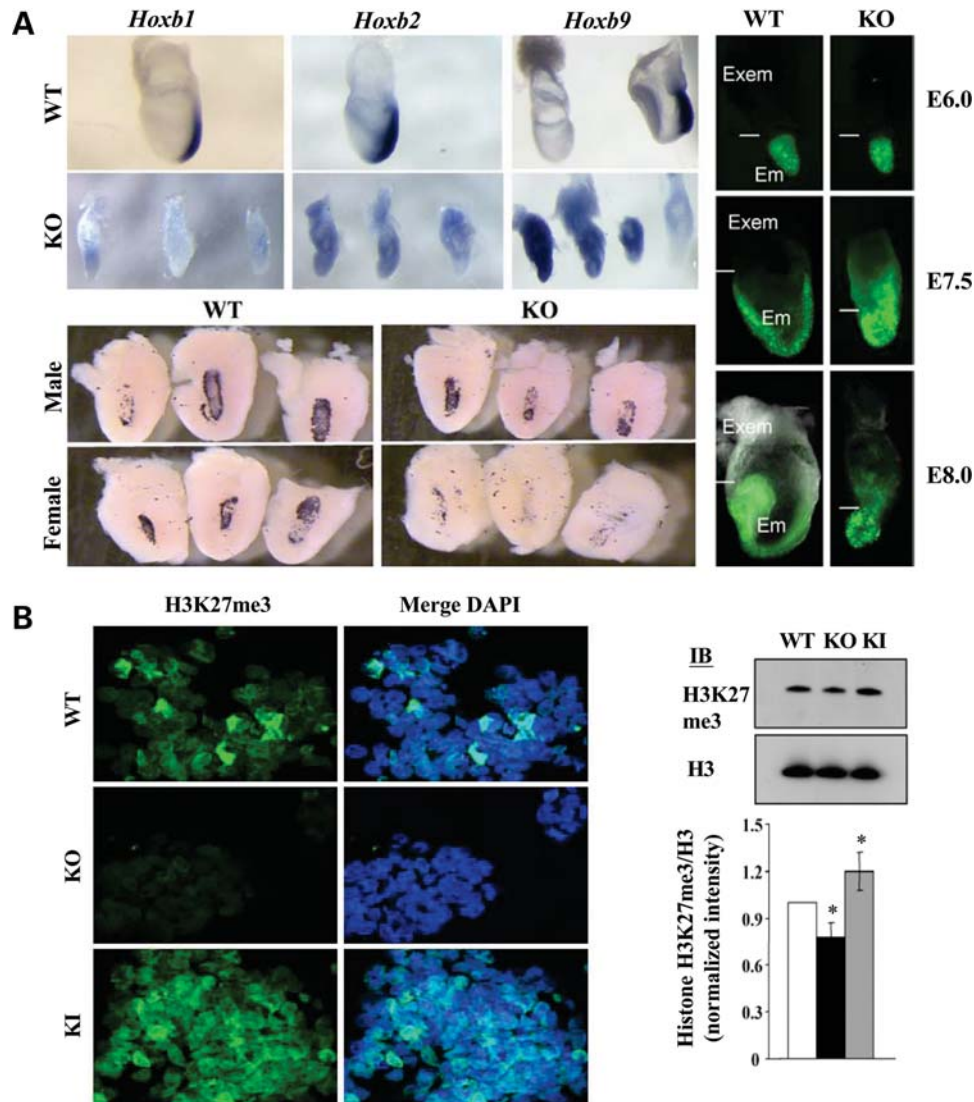 A
Hoxb1 Hoxb2 Hoxb9
WT
KO
WT KO
Male
Female
WT KO
Exem
Em
E6.0
Exem
Em
E7.5
Exem
Em
E8.0
B
H3K27me3 Merge DAPI
WT
KO
KI
IB
WT KO KI
H3K27
me3
H3
Histone H3K27me3/H3
(normalized intensity)
1.5
1.2
0.9
0.6
0.3
0
*
*